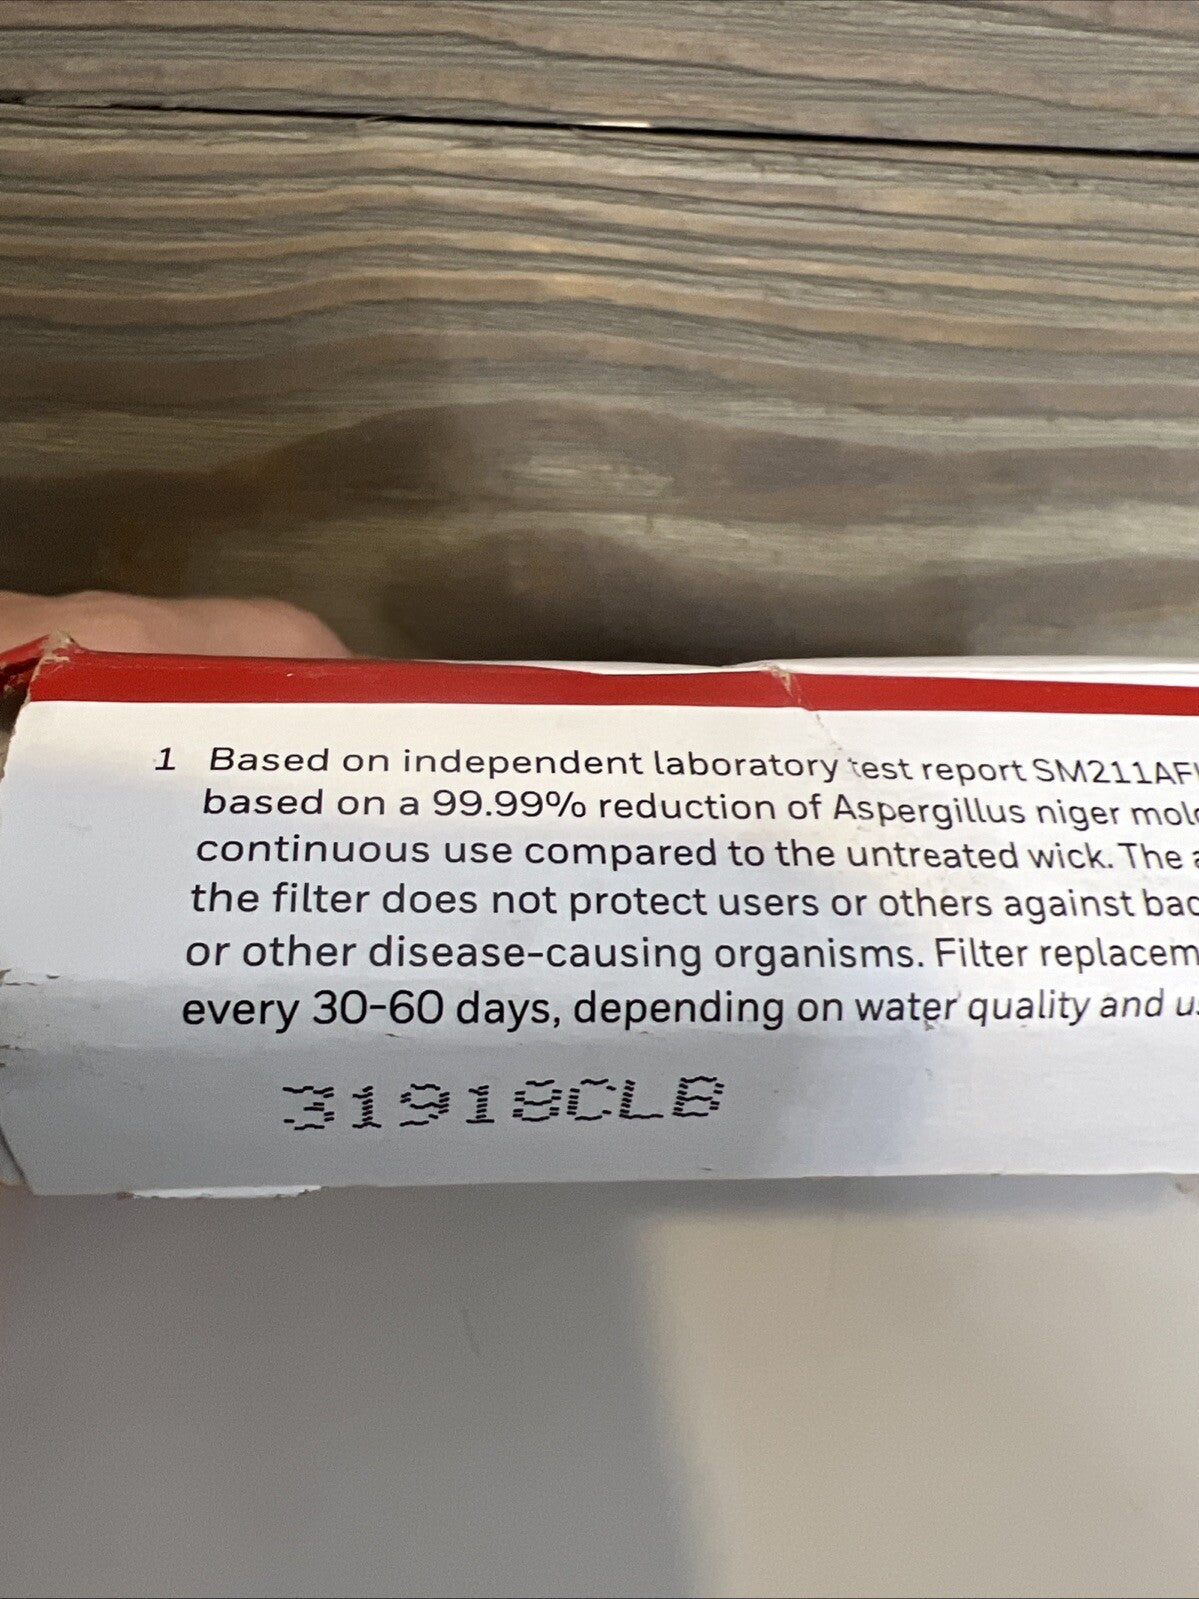 1 Based on independent laboratory test report
based on a 99.99% reduction of Aspergillus niger
continuous use compared to the untreated wick. The
the filter does not protect users or others against
or other disease-causing organisms. Filter
every 30-60 days, depending on water quality and
31918CLB